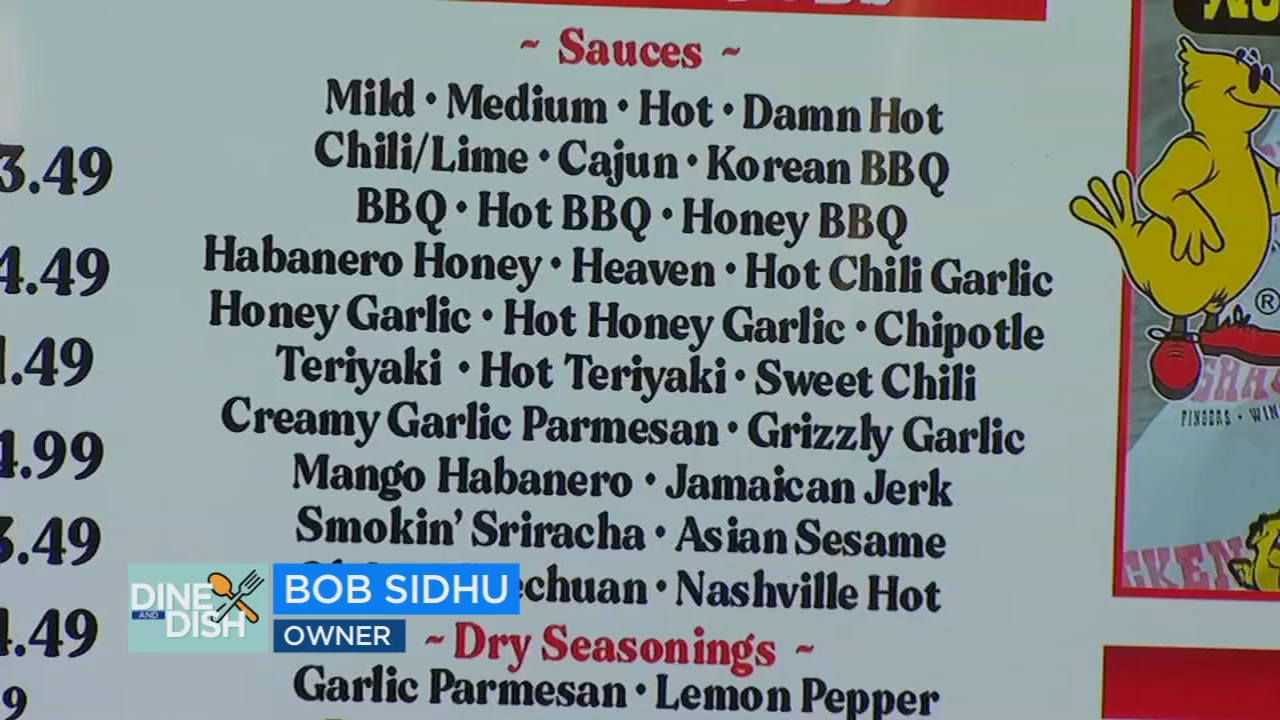 ~ Sauces ~
Mild · Medium · Hot · Damn Hot
Chili/Lime · Cajun · Korean BBQ
3.49
BBQ · Hot BBQ · Honey BBQ
4.49
Habanero Honey · Heaven · Hot Chili Garlic
Honey Garlic · Hot Honey Garlic · Chipotle
®
.49
Teriyaki · Hot Teriyaki · Sweet Chili
FINGERS · WIN
Creamy Garlic Parmesan · Grizzly Garlic
4.99
Mango Habanero · Jamaican Jerk
Smokin' Sriracha · Asian Sesame
3.49
chuan · Nashville Hot
DINE AND DISH
BOB SIDHU
OWNER
.49
~ Dry Seasonings ~
Garlic Parmesan · Lemon Pepper
9